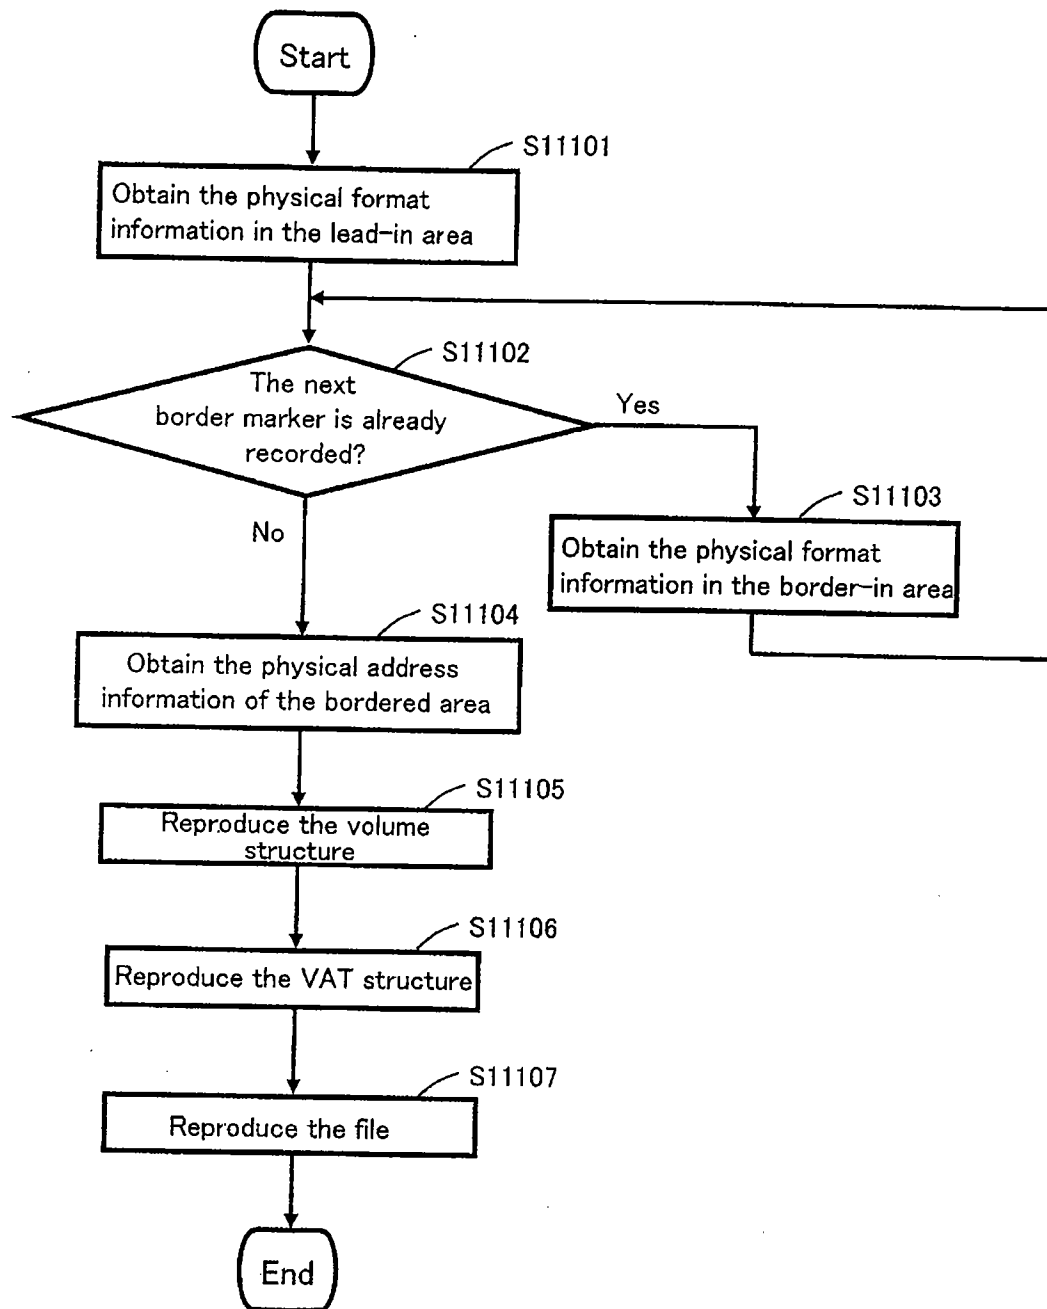 Start
S11101
Obtain the physical format
information in the lead-in area
S11102
The next
border marker is already
recorded?
Yes
No
S11103
Obtain the physical format
information in the border-in area
S11104
Obtain the physical address
information of the bordered area
S11105
Reproduce the volume
structure
S11106
Reproduce the VAT structure
S11107
Reproduce the file
End